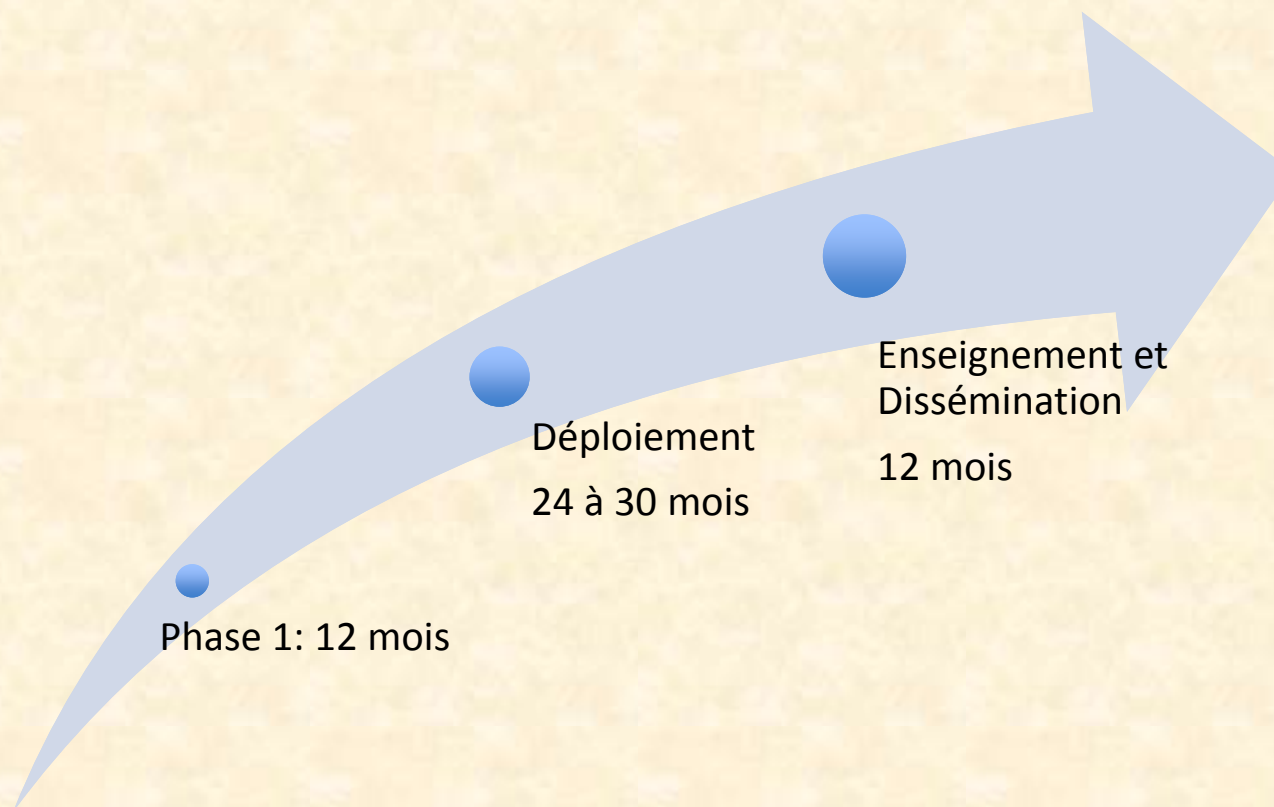 Phase 1: 12 mois
Déploiement
24 à 30 mois
Enseignement et
Dissémination
12 mois